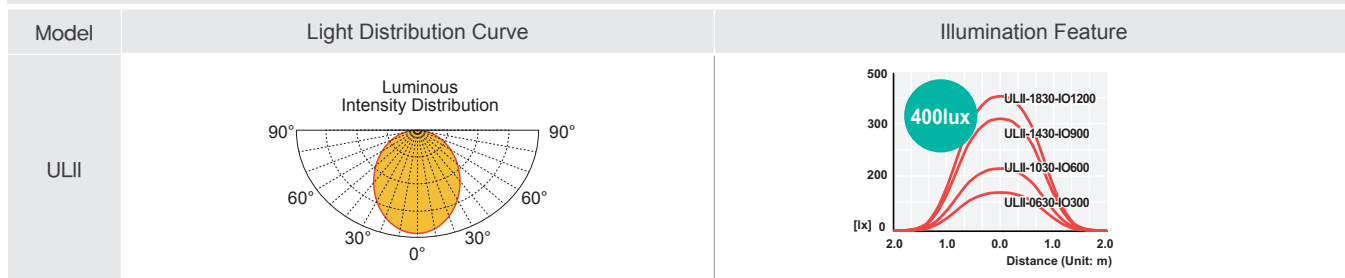 Model
Light Distribution Curve
Illumination Feature
ULII
Luminous
Intensity Distribution
90°
90°
60°
60°
30°
30°
0°
500
300
200
[lx] 0
400lux
ULII-1830-IO1200
ULII-1430-IO900
ULII-1030-IO600
ULII-0630-IO300
2.0 1.0 0.0 1.0 2.0
Distance (Unit: m)